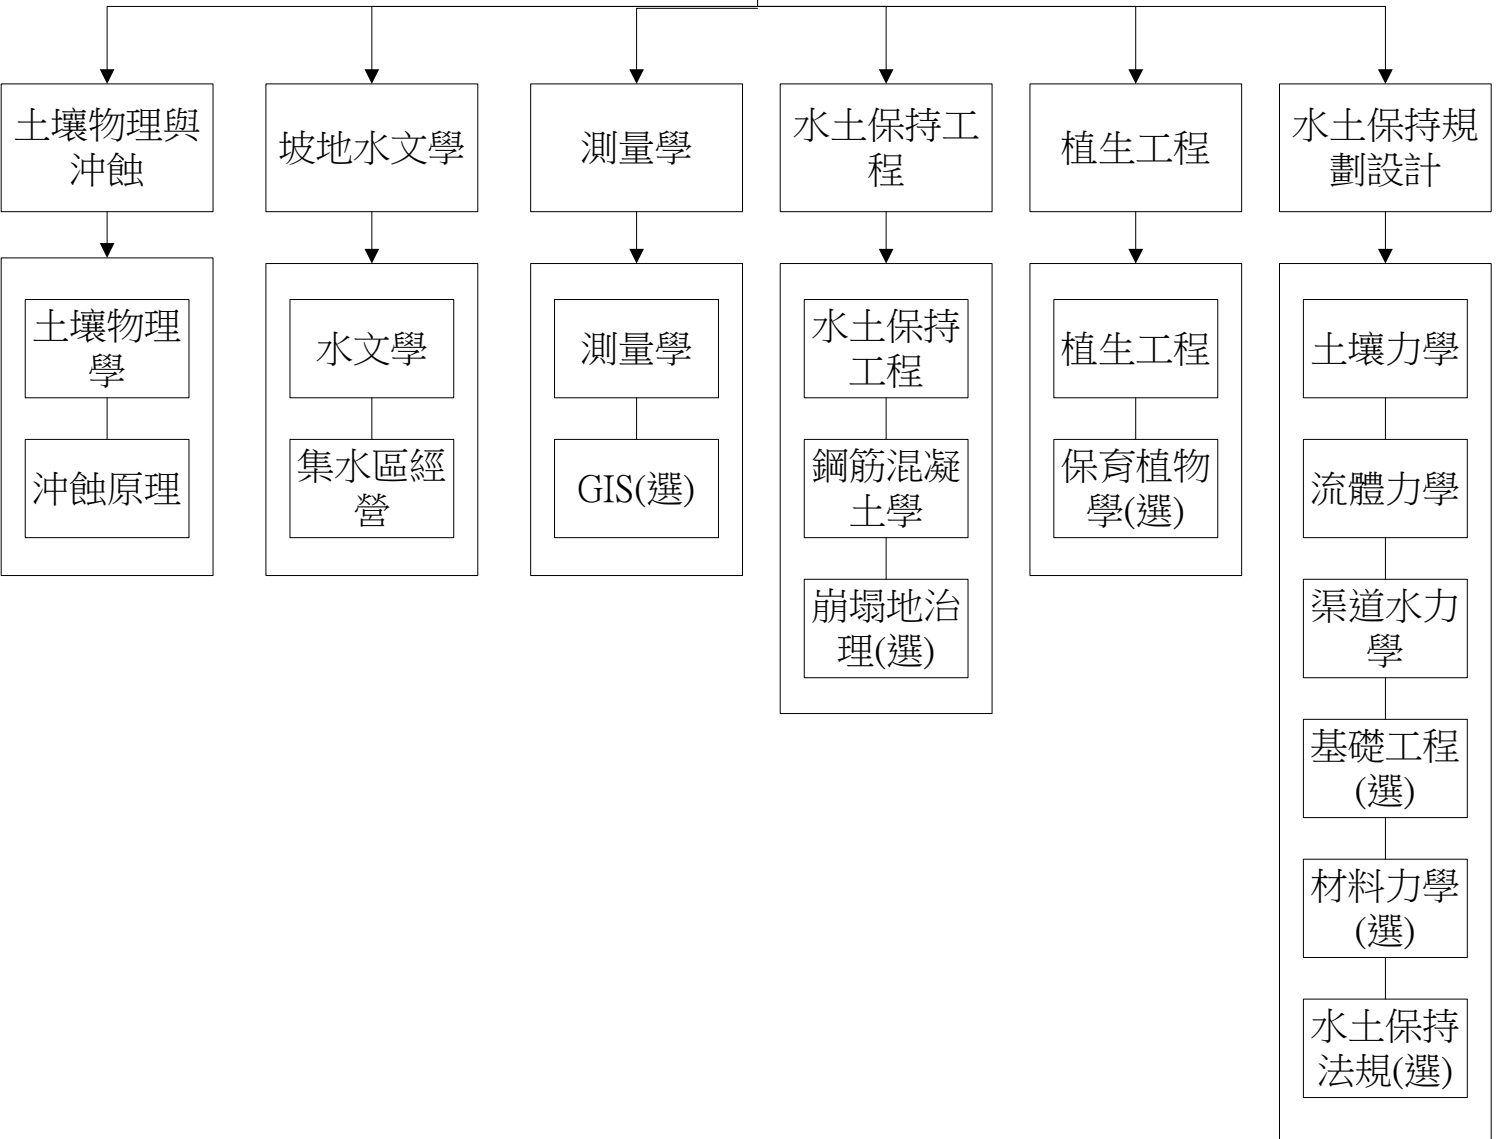 土壤物理與
沖蝕
坡地水文學
測量學
水土保持工
程
植生工程
水土保持規
劃設計
土壤物理
學
沖蝕原理
水文學
集水區經
營
測量學
GIS(選)
水土保持
工程
鋼筋混凝
土學
崩塌地治
理(選)
植生工程
保育植物
學(選)
土壤力學
流體力學
渠道水力
學
基礎工程
(選)
材料力學
(選)
水土保持
法規(選)